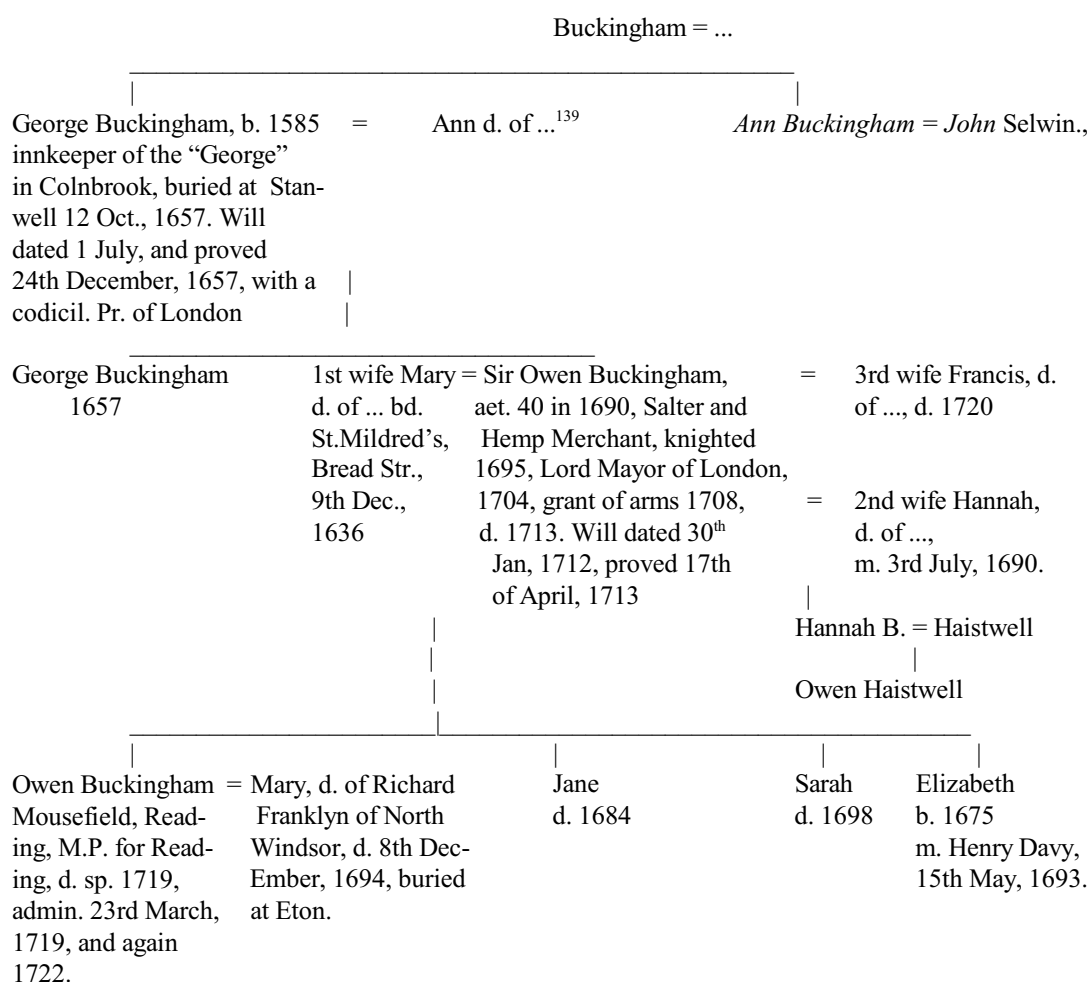 Buckingham = ...
George Buckingham, b. 1585 = Ann d. of ...139 Ann Buckingham = John Selwin.,
innkeeper of the “George”
in Colnbrook, buried at Stan-
well 12 Oct., 1657. Will
dated 1 July, and proved
24th December, 1657, with a
codicil. Pr. of London
George Buckingham 1st wife Mary = Sir Owen Buckingham, = 3rd wife Francis, d.
1657 d. of ... bd. aet. 40 in 1690, Salter and of ..., d. 1720
St.Mildred’s, Hemp Merchant, knighted
Bread Str., 1695, Lord Mayor of London,
9th Dec., 1704, grant of arms 1708, = 2nd wife Hannah,
1636 d. 1713. Will dated 30th d. of ...,
Jan, 1712, proved 17th m. 3rd July, 1690.
of April, 1713
Hannah B. = Haistwell
Owen Haistwell
Owen Buckingham = Mary, d. of Richard Jane Sarah Elizabeth
Mousefield, Read- Franklyn of North d. 1684 d. 1698 b. 1675
ing, M.P. for Read- Windsor, d. 8th Dec- m. Henry Davy,
ing, d. sp. 1719, Ember, 1694, buried 15th May, 1693.
admin. 23rd March, at Eton.
1719, and again
1722.